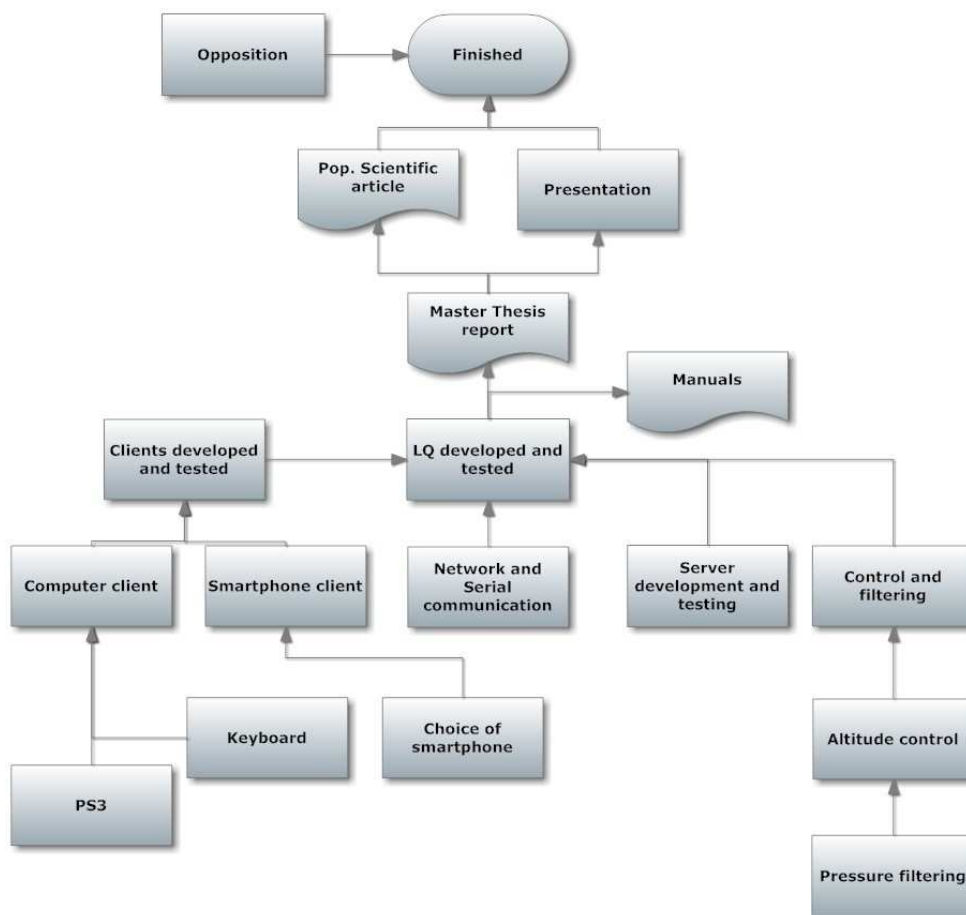 Opposition
Finished
Pop. Scientific
article
Presentation
Master Thesis
report
Manuals
Clients developed
and tested
LQ developed and
tested
Computer client
Smartphone client
Network and
Serial
communication
Server
development and
testing
Control and
filtering
Keyboard
Choice of
smartphone
Altitude control
PS3
Pressure filtering